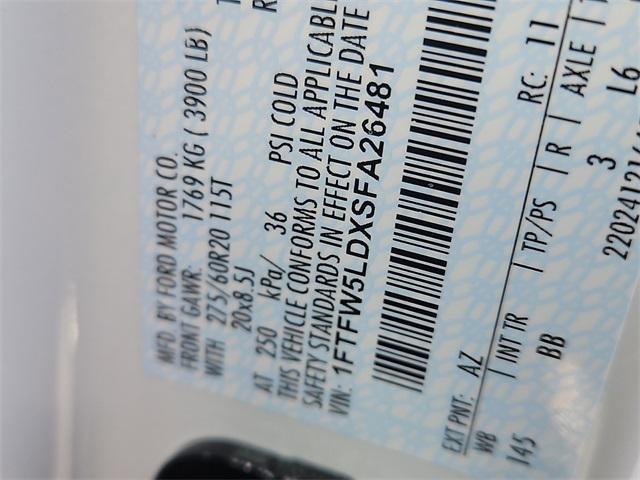 MFD BY FORD MOTOR CO.
FRONT GAWR: 1769 KG ( 3900 LB)
WITH 275/60R20 115T
20x8.5J
AT 250 kPa/ 36 PSI COLD
THIS VEHICLE CONFORMS TO ALL APPLICABL
SAFETY STANDARDS IN EFFECT ON THE DATE
VIN: 1FTFW5LDXSFA26481
EXT PNT: AZ RC: 11
WB | INT TR | TP/PS | R | AXLE |
145 BB 3 L6